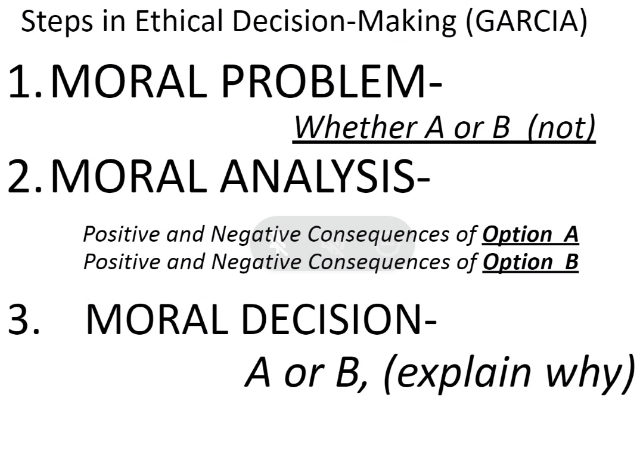 Steps in Ethical Decision-Making (GARCIA)
1. MORAL PROBLEM-
Whether A or B (not)
2. MORAL ANALYSIS-
Positive and Negative Consequences of Option A
Positive and Negative Consequences of Option B
3. MORAL DECISION-
A or B, (explain why)